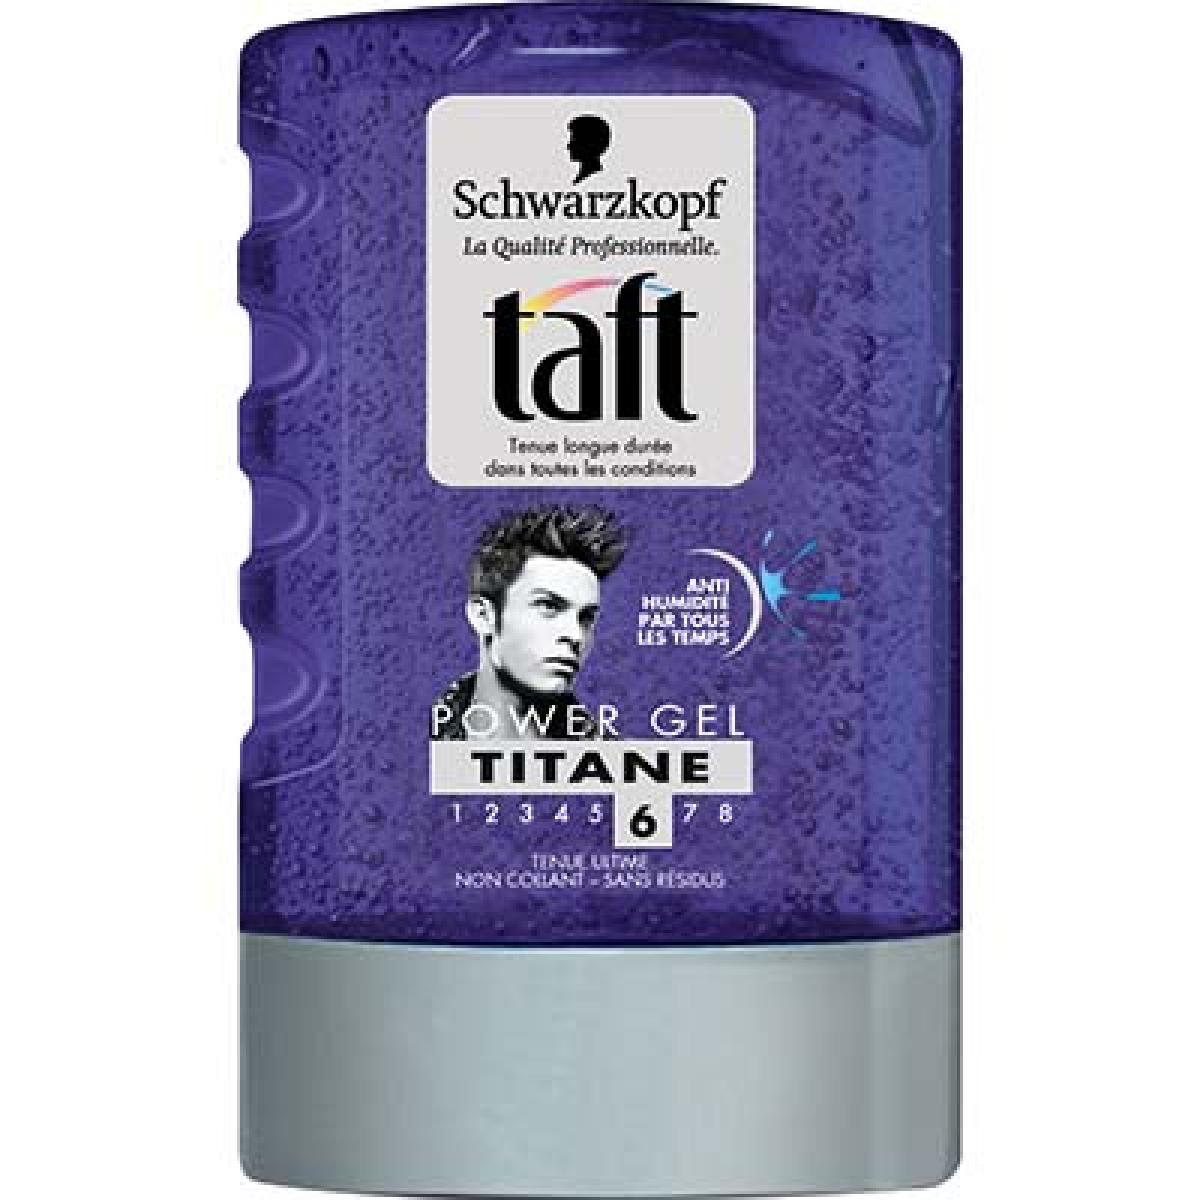 Schwarzkopf
La Qualité Professionnelle.
taft
Tenue longue durée
dans toutes les conditions
ANTI
HUMIDITÉ
PAR TOUS
LES TEMPS
POWER GEL
TITANE
1 2 3 4 5 6 7 8
TENUE ULTIME
NON COLLANT – SANS RÉSIDUS